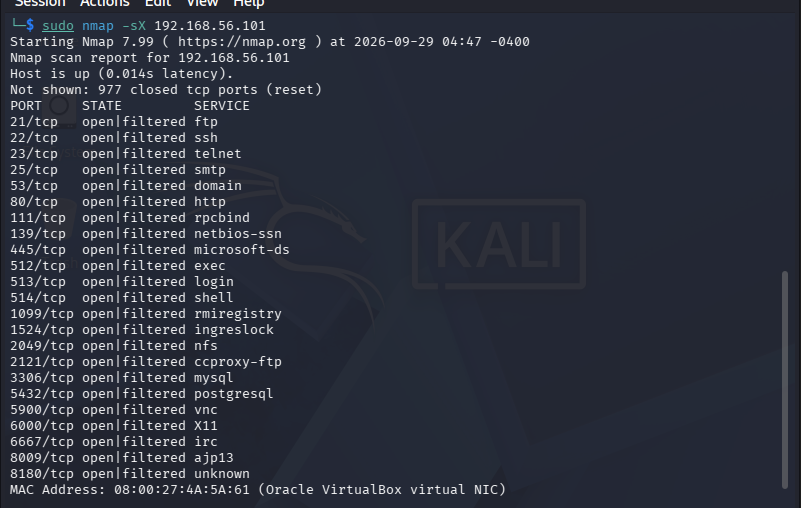 Session Actions Edit View Help
└─$ sudo nmap -sX 192.168.56.101
Starting Nmap 7.99 ( https://nmap.org ) at 2026-09-29 04:47 -0400
Nmap scan report for 192.168.56.101
Host is up (0.014s latency).
Not shown: 977 closed tcp ports (reset)
PORT     STATE         SERVICE
21/tcp   open|filtered ftp
22/tcp   open|filtered ssh
23/tcp   open|filtered telnet
25/tcp   open|filtered smtp
53/tcp   open|filtered domain
80/tcp   open|filtered http
111/tcp  open|filtered rpcbind
139/tcp  open|filtered netbios-ssn
445/tcp  open|filtered microsoft-ds
512/tcp  open|filtered exec
513/tcp  open|filtered login
514/tcp  open|filtered shell
1099/tcp open|filtered rmiregistry
1524/tcp open|filtered ingreslock
2049/tcp open|filtered nfs
2121/tcp open|filtered ccproxy-ftp
3306/tcp open|filtered mysql
5432/tcp open|filtered postgresql
5900/tcp open|filtered vnc
6000/tcp open|filtered X11
6667/tcp open|filtered irc
8009/tcp open|filtered ajp13
8180/tcp open|filtered unknown
MAC Address: 08:00:27:4A:5A:61 (Oracle VirtualBox virtual NIC)
KALI